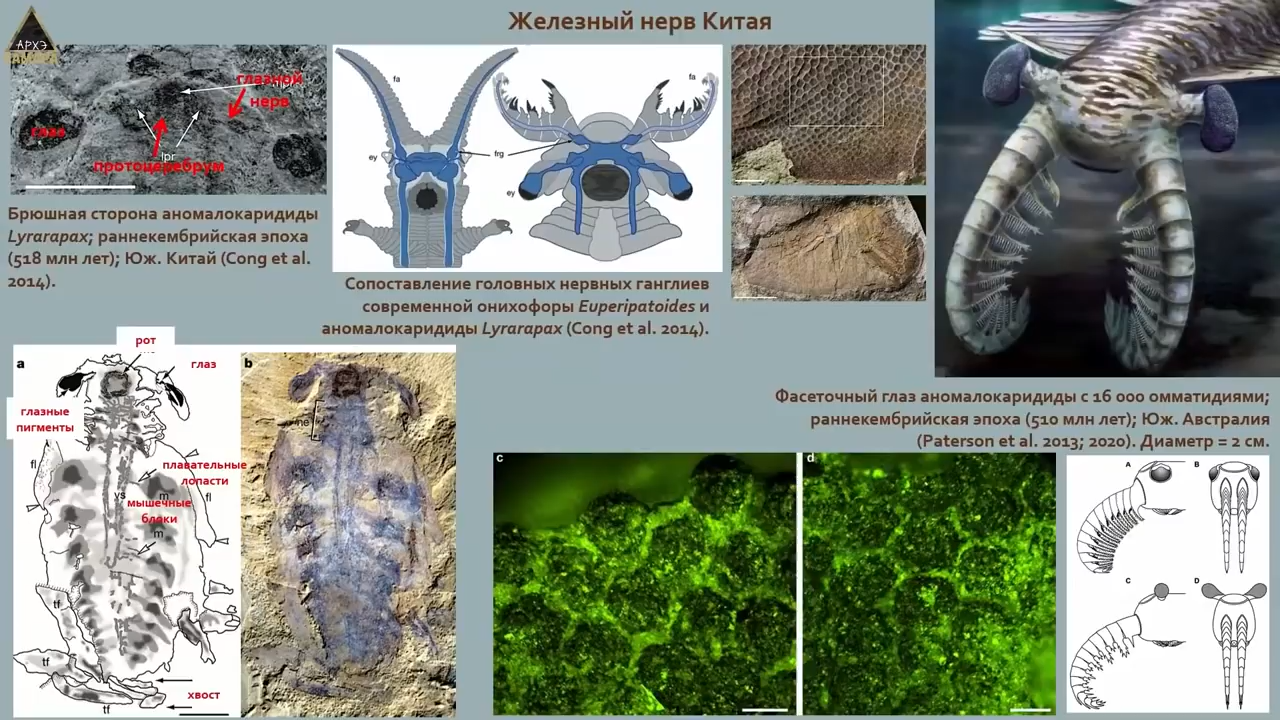 Железный нерв Китая
АРХЭ
глазной
нерв
глаз
lpr
протоцеребрум
Брюшная сторона аномалокаридиды
Lyrarapax; раннекембрийская эпоха
(518 млн лет); Юж. Китай (Cong et al.
2014).
fa
fa
ey
frg
ey
Сопоставление головных нервных ганглиев
современной онихофоры Euperipatoides и
аномалокаридиды Lyrarapax (Cong et al. 2014).
Фасеточный глаз аномалокаридиды с 16 000 омматидиями;
раннекембрийская эпоха (510 млн лет); Юж. Австралия
(Paterson et al. 2013; 2020). Диаметр = 2 см.
a
рот
глаз
глазные
пигменты
fl
плавательные
лопасти
vs
m
fl
мышечные
блоки
m
tf
tf
хвост
tf
b
ne
c
d
A
B
C
D